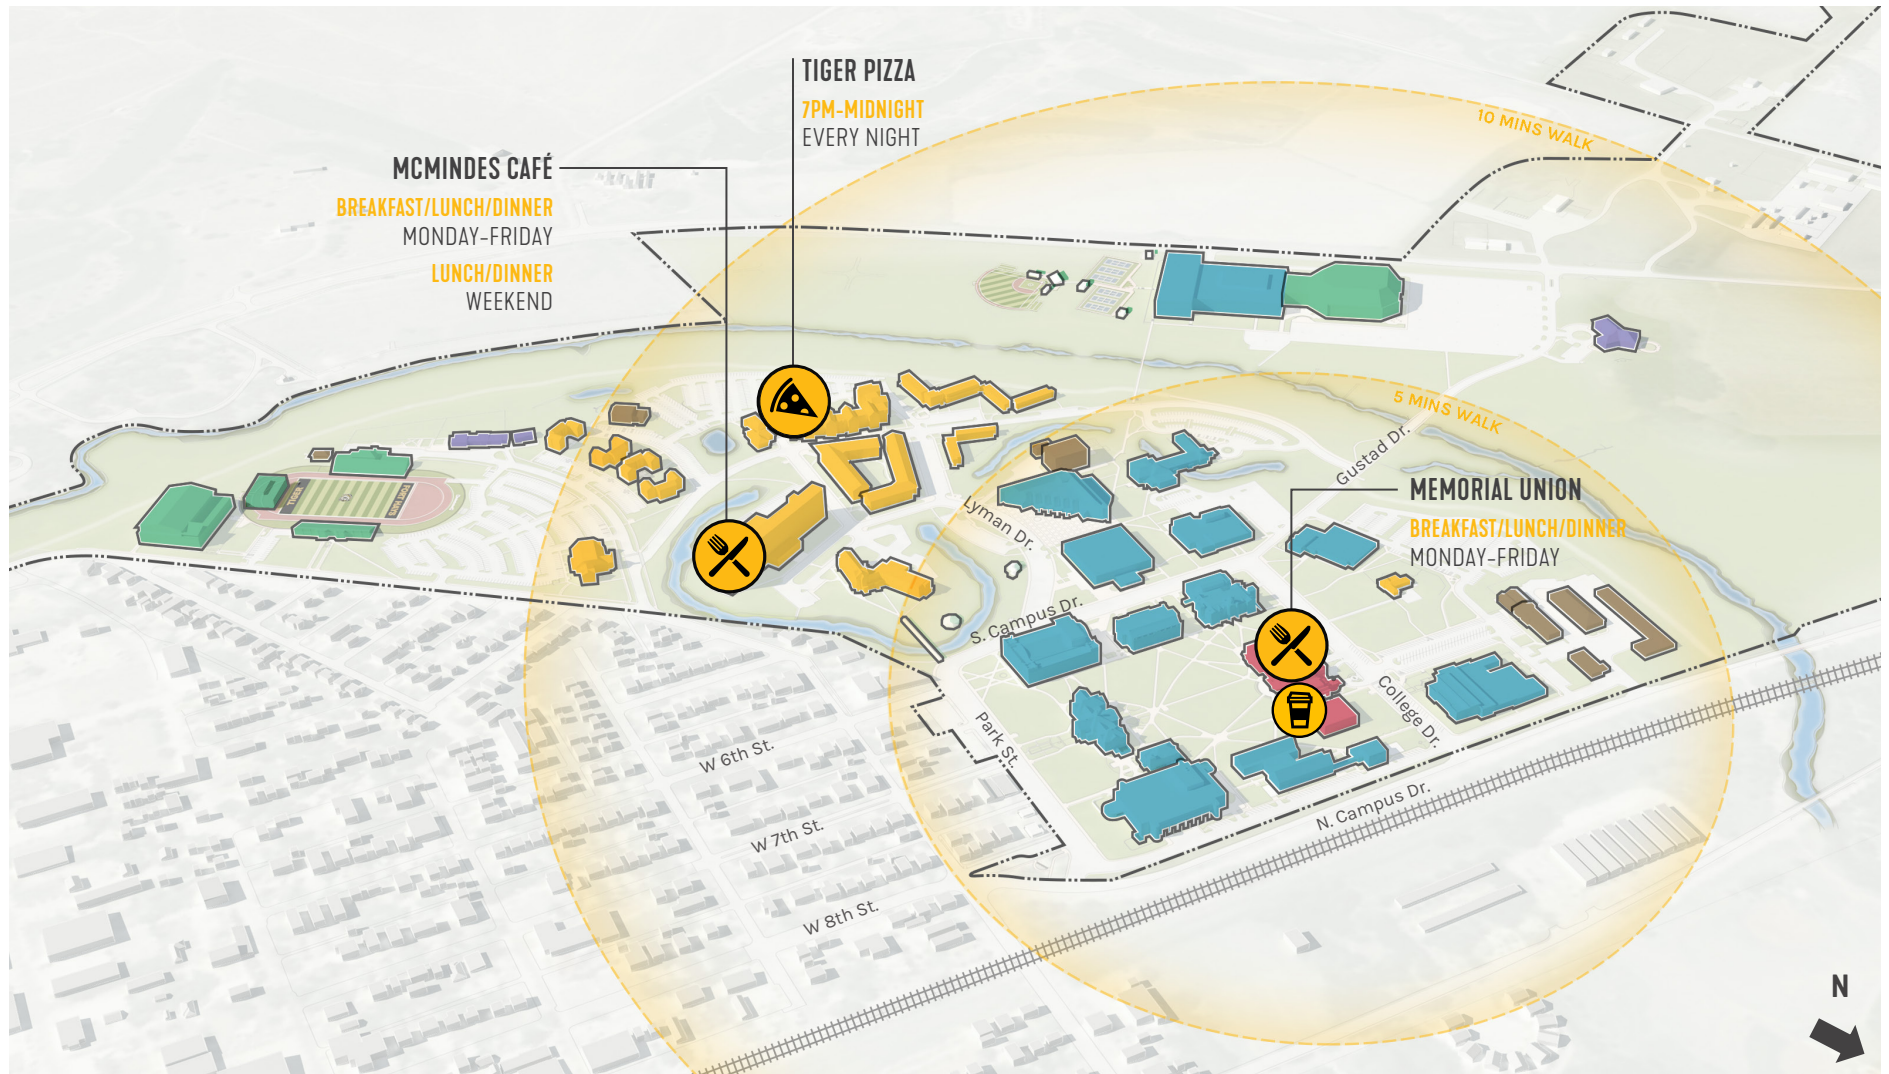 TIGER PIZZA
7PM-MIDNIGHT
EVERY NIGHT
MCMINDES CAFÉ
BREAKFAST/LUNCH/DINNER
MONDAY-FRIDAY
LUNCH/DINNER
WEEKEND
10 MINS WALK
5 MINS WALK
Gustad Dr.
MEMORIAL UNION
BREAKFAST/LUNCH/DINNER
MONDAY-FRIDAY
Lyman Dr.
S. Campus Dr.
College Dr.
Park St.
W 6th St.
N. Campus Dr.
W 7th St.
W 8th St.
N